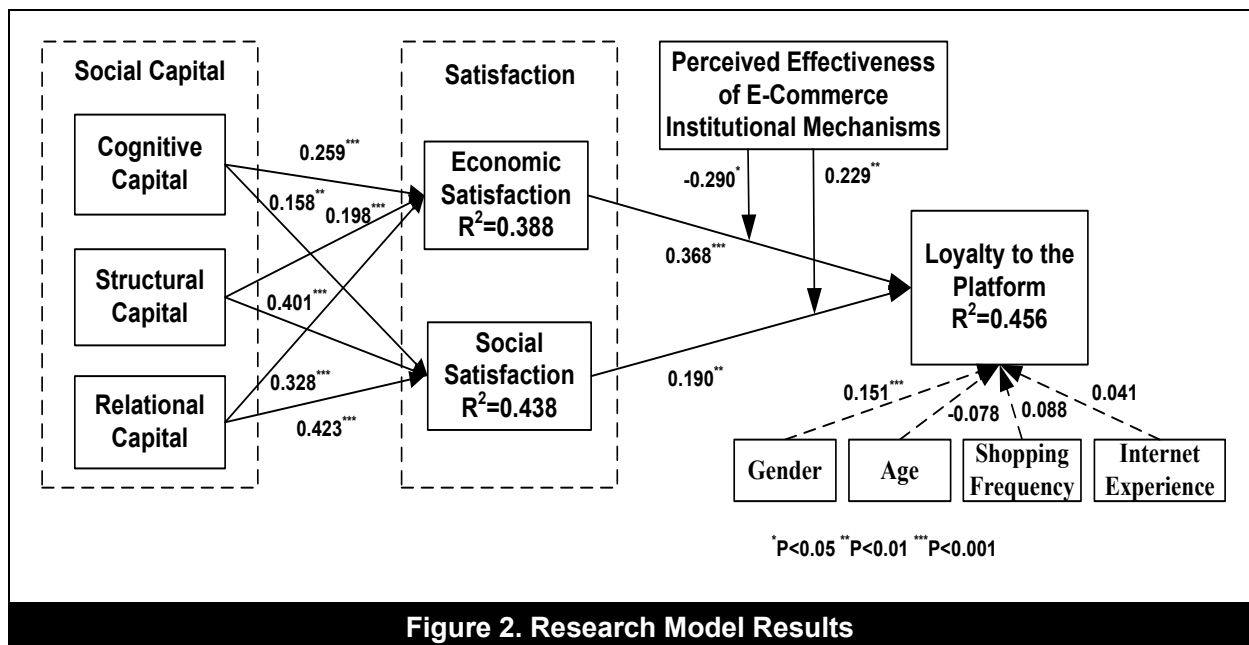 Social Capital
Cognitive
Capital
Structural
Capital
Relational
Capital
0.259***
0.158**
0.198***
0.401***
0.328***
0.423***
Satisfaction
Economic
Satisfaction
R²=0.388
Social
Satisfaction
R²=0.438
Perceived Effectiveness
of E-Commerce
Institutional Mechanisms
-0.290*
0.229**
0.368***
0.190**
Loyalty to the
Platform
R²=0.456
0.151***
-0.078
0.088
0.041
Gender
Age
Shopping
Frequency
Internet
Experience
*P<0.05 **P<0.01 ***P<0.001
Figure 2. Research Model Results